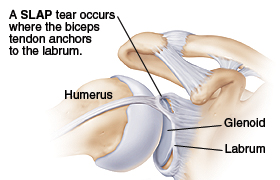 A SLAP tear occurs
where the biceps
tendon anchors
to the labrum.
Humerus
Glenoid
Labrum